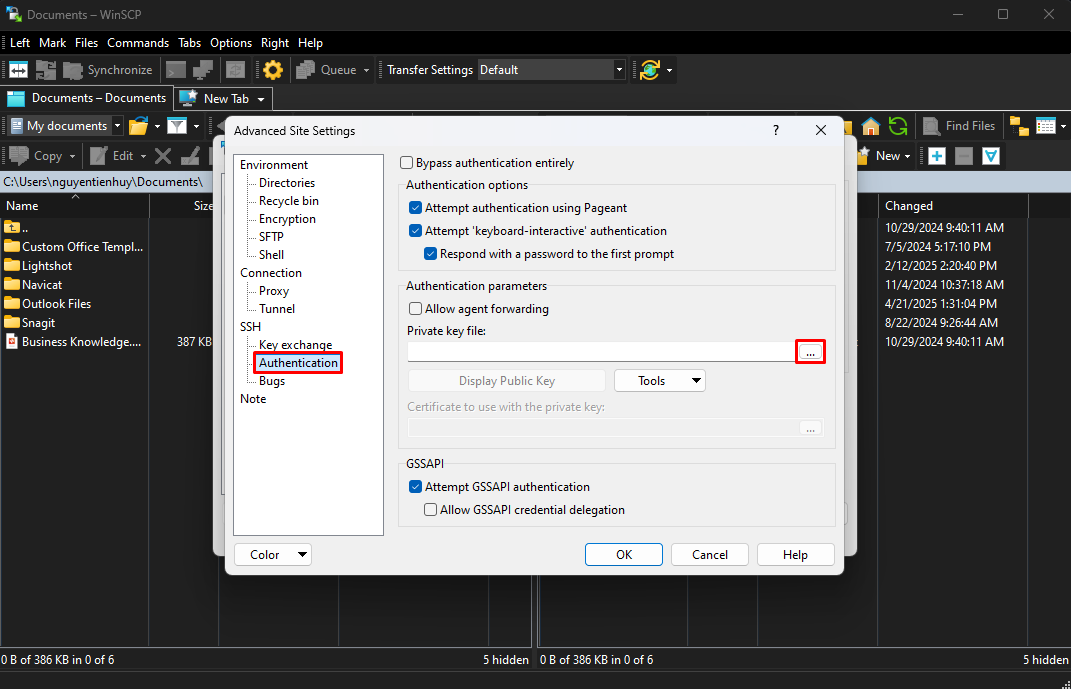 Documents – WinSCP
Left Mark Files Commands Tabs Options Right Help
Synchronize Queue Transfer Settings Default
Documents – Documents New Tab
My documents Find Files
Copy Edit New
C:\Users\nguyentienhuy\Documents\
Name Size Changed
.. 10/29/2024 9:40:11 AM
Custom Office Templ... 7/5/2024 5:17:10 PM
Lightshot 2/12/2025 2:20:40 PM
Navicat 11/4/2024 10:37:18 AM
Outlook Files 4/21/2025 1:31:04 PM
Snagit 8/22/2024 9:26:44 AM
Business Knowledge.... 387 KB 10/29/2024 9:40:11 AM
Advanced Site Settings ?
Environment
Directories
Recycle bin
Encryption
SFTP
Shell
Connection
Proxy
Tunnel
SSH
Key exchange
Authentication
Bugs
Note
Bypass authentication entirely
Authentication options
Attempt authentication using Pageant
Attempt 'keyboard-interactive' authentication
Respond with a password to the first prompt
Authentication parameters
Allow agent forwarding
Private key file:
...
Display Public Key Tools
Certificate to use with the private key:
...
GSSAPI
Attempt GSSAPI authentication
Allow GSSAPI credential delegation
Color OK Cancel Help
0 B of 386 KB in 0 of 6 5 hidden 0 B of 386 KB in 0 of 6 5 hidden